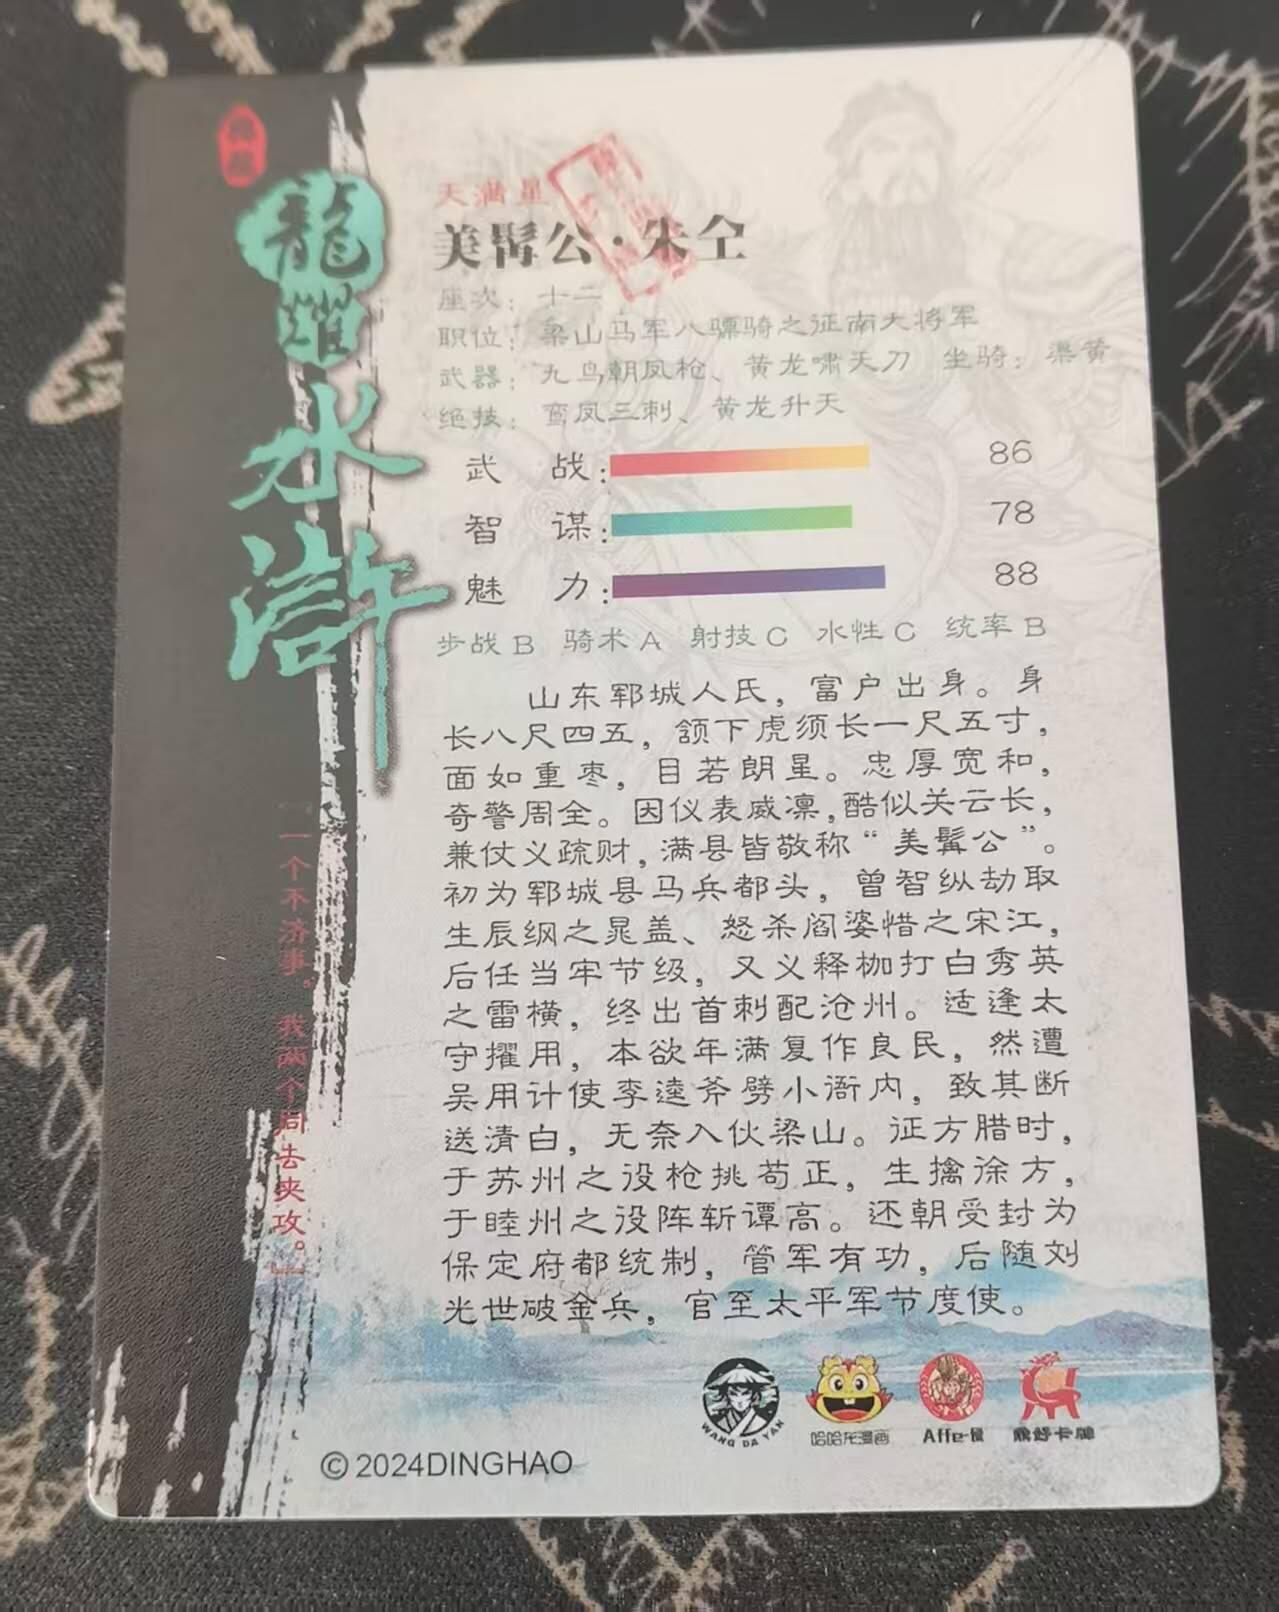 龍耀水滸
天满星
美髯公·朱仝
座次：十二
职位：梁山马军八骠骑之征南大将军
武器：九鸟朝凤枪、黄龙啸天刀 坐骑：渠黄
绝技：鸾凤三刺、黄龙升天
武 战： 86
智 谋： 78
魅 力： 88
步战B 骑术A 射技C 水性C 统率B
山东郓城人氏，富户出身。身
长八尺四五，颔下虎须长一尺五寸，
面如重枣，目若朗星。忠厚宽和，
奇警周全。因仪表威凛，酷似关云长，
兼仗义疏财，满县皆敬称“美髯公”。
初为郓城县马兵都头，曾智纵劫取
生辰纲之晁盖、怒杀阎婆惜之宋江，
后任当牢节级，又义释枷打白秀英
之雷横，终出首刺配沧州。适逢太
守擢用，本欲年满复作良民，然遭
吴用计使李逵斧劈小衙内，致其断
送清白，无奈入伙梁山。征方腊时，
于苏州之役枪挑苟正，生擒徐方，
于睦州之役阵斩谭高。还朝受封为
保定府都统制，管军有功，后随刘
光世破金兵，官至太平军节度使。
「一个不济事，我两个同去夹攻。」
WANG DA YAN
哈哈龙漫画
鼎好卡牌
©2024DINGHAO